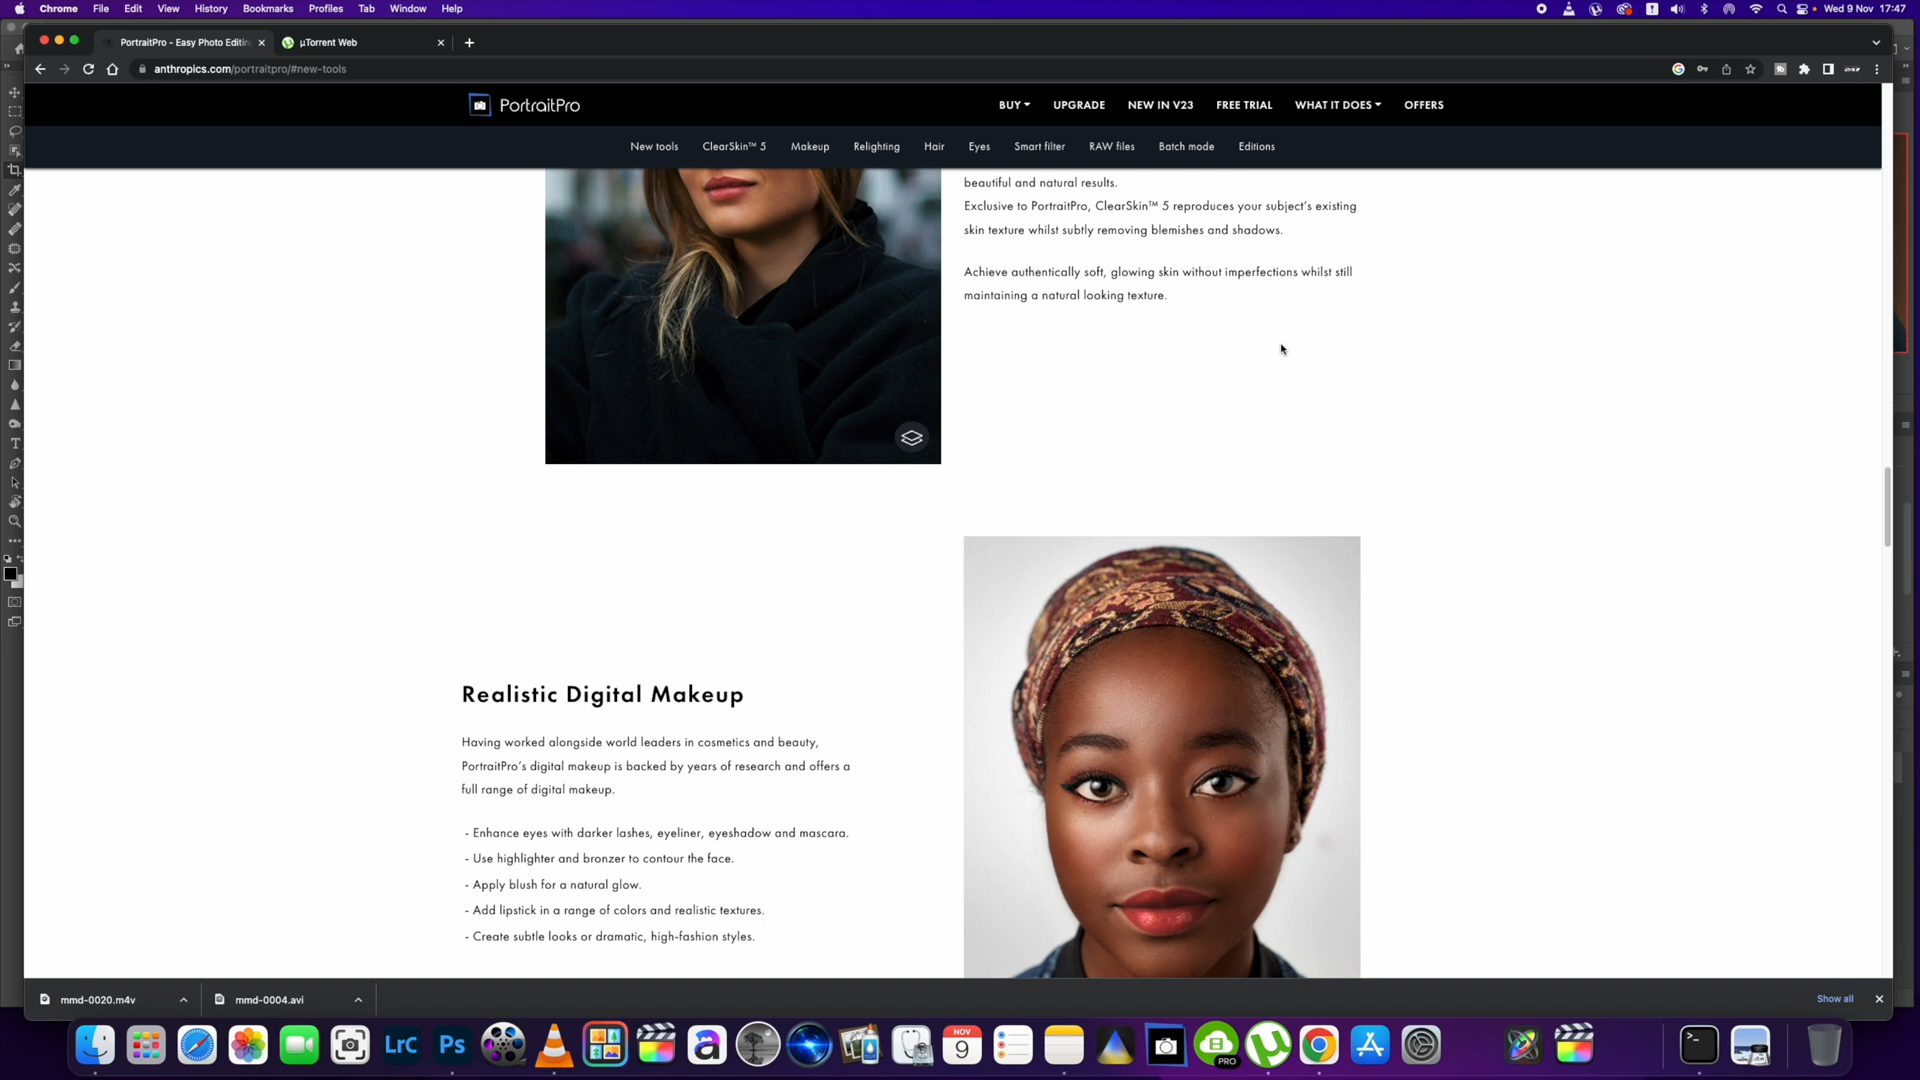 Chrome File Edit View History Bookmarks Profiles Tab Window Help
Wed 9 Nov 17:47
PortraitPro - Easy Photo Editin
µTorrent Web
anthropics.com/portraitpro/#new-tools
PortraitPro
BUY UPGRADE NEW IN V23 FREE TRIAL WHAT IT DOES OFFERS
New tools ClearSkin™ 5 Makeup Relighting Hair Eyes Smart filter RAW files Batch mode Editions
beautiful and natural results.
Exclusive to PortraitPro, ClearSkin™ 5 reproduces your subject's existing
skin texture whilst subtly removing blemishes and shadows.
Achieve authentically soft, glowing skin without imperfections whilst still
maintaining a natural looking texture.
Realistic Digital Makeup
Having worked alongside world leaders in cosmetics and beauty,
PortraitPro's digital makeup is backed by years of research and offers a
full range of digital makeup.
- Enhance eyes with darker lashes, eyeliner, eyeshadow and mascara.
- Use highlighter and bronzer to contour the face.
- Apply blush for a natural glow.
- Add lipstick in a range of colors and realistic textures.
- Create subtle looks or dramatic, high-fashion styles.
mmd-0020.m4v
mmd-0004.avi
Show all
LrC
Ps
NOV
9
PRO